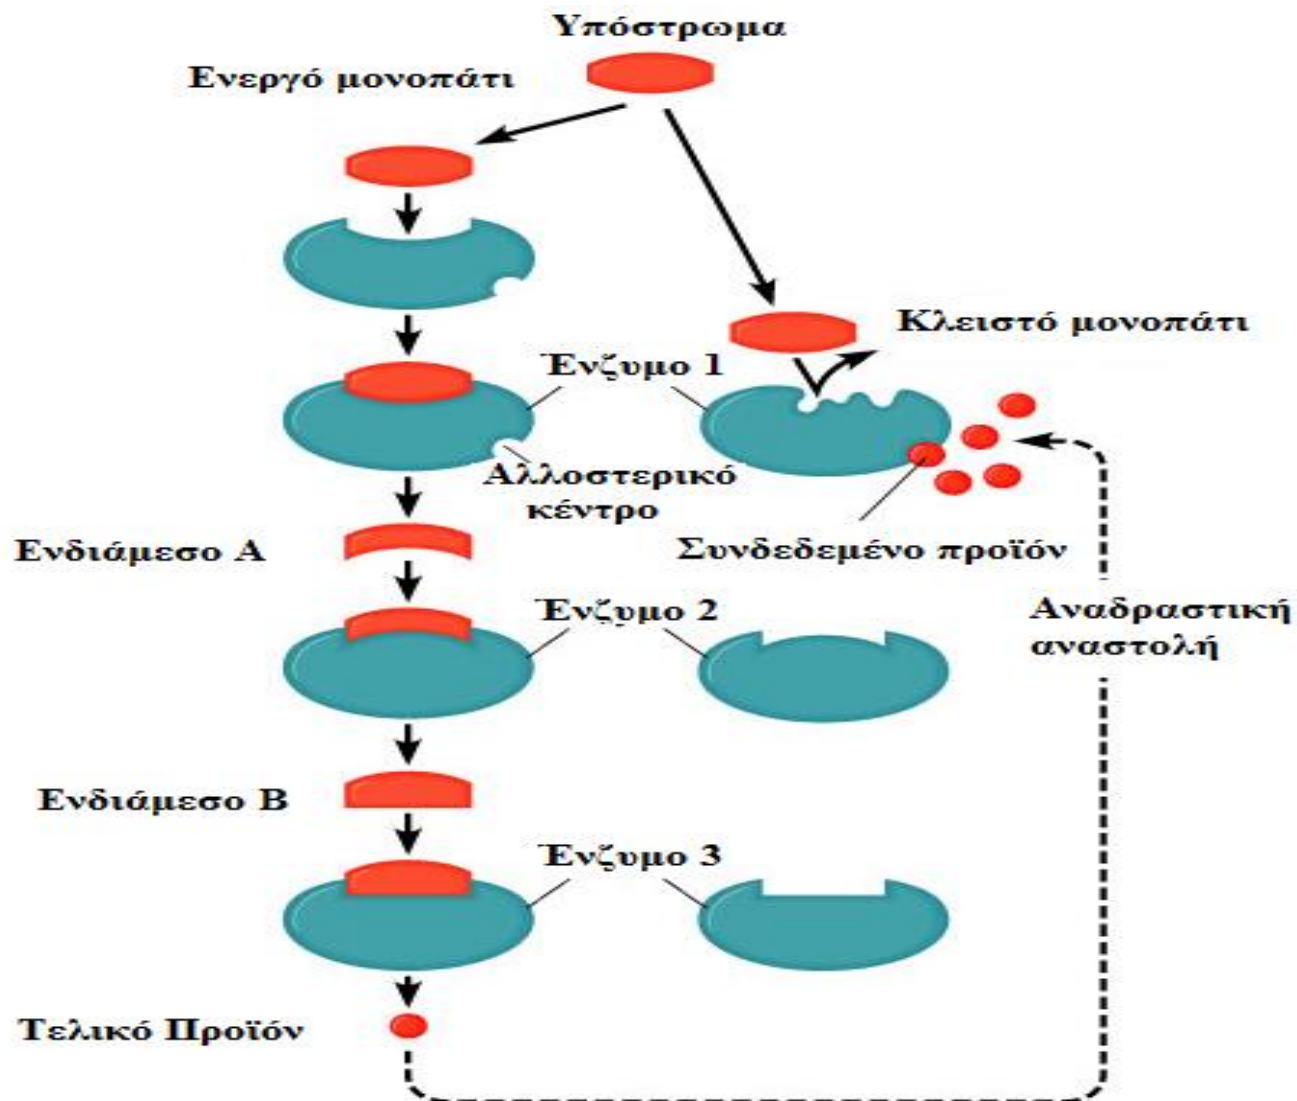 Υπόστρωμα
Ενεργό μονοπάτι
Κλειστό μονοπάτι
Ένζυμο 1
Αλλοστερικό
κέντρο
Συνδεδεμένο προϊόν
Ενδιάμεσο Α
Ένζυμο 2
Αναδραστική
αναστολή
Ενδιάμεσο Β
Ένζυμο 3
Τελικό Προϊόν